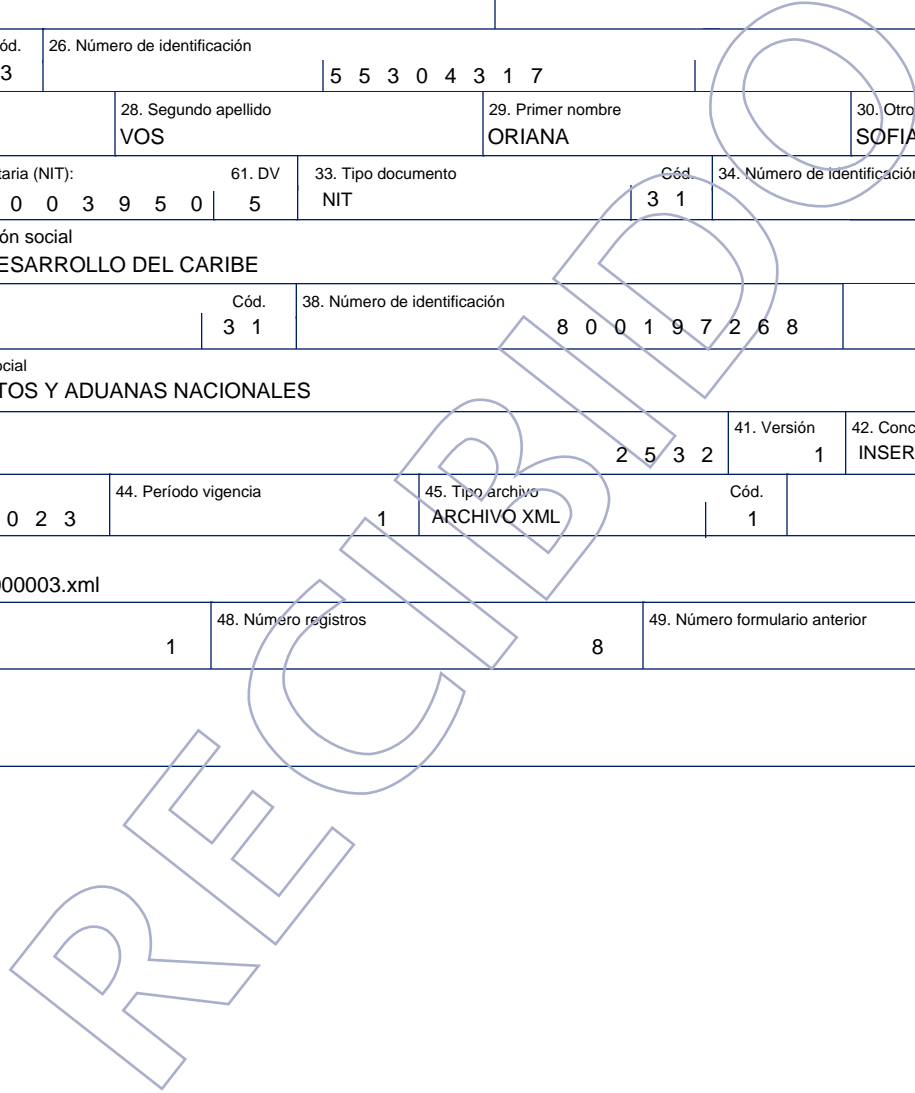 ód. 26. Número de identificación
3 5 5 3 0 4 3 1 7
28. Segundo apellido 29. Primer nombre 30. Otro
VOS ORIANA SOFIA
taria (NIT): 61. DV 33. Tipo documento Cód. 34. Número de identificación
0 0 3 9 5 0 5 NIT 3 1
ón social
ESARROLLO DEL CARIBE
Cód. 38. Número de identificación
3 1 8 0 0 1 9 7 2 6 8
ocial
TOS Y ADUANAS NACIONALES
41. Versión 42. Conc
2 5 3 2 1 INSER
44. Período vigencia 45. Tipo archivo Cód.
0 2 3 1 ARCHIVO XML 1
000003.xml
48. Número registros 49. Número formulario anterior
1 8
RECIBIDO